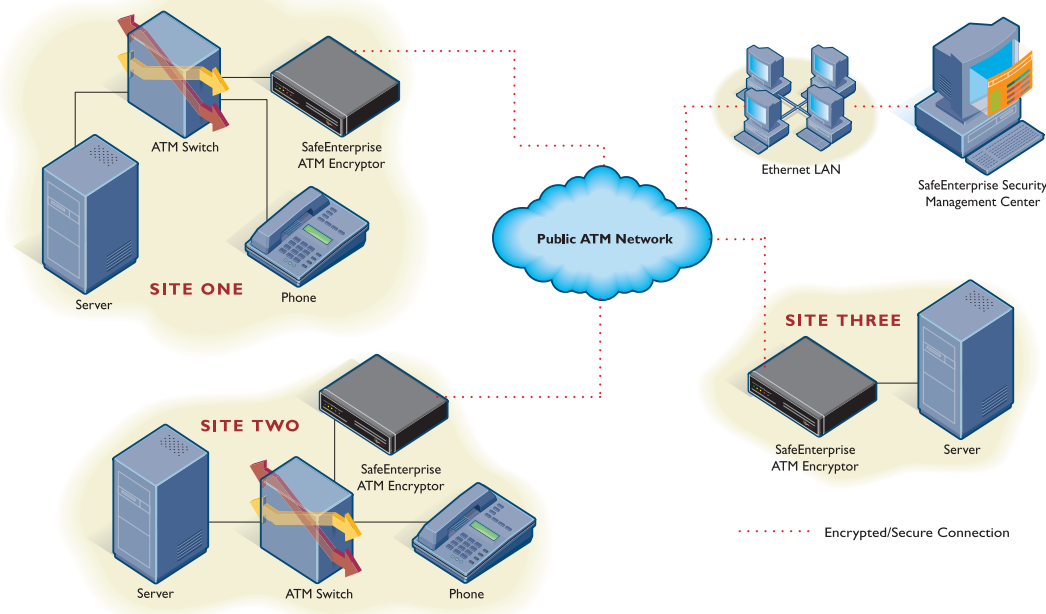 ATM Switch
SafeEnterprise
ATM Encryptor
Server
SITE ONE
Phone
Public ATM Network
Ethernet LAN
SafeEnterprise Security
Management Center
SITE THREE
SafeEnterprise
ATM Encryptor
Server
SITE TWO
SafeEnterprise
ATM Encryptor
Server
ATM Switch
Phone
Encrypted/Secure Connection